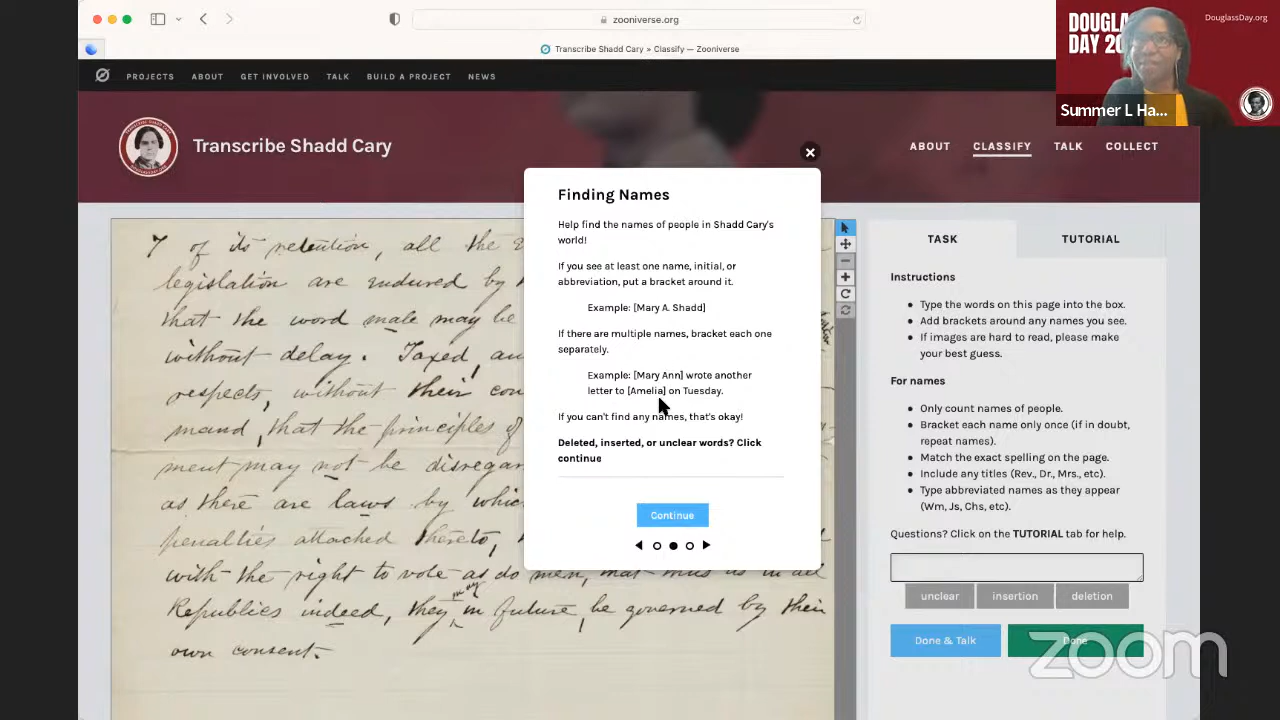 zooniverse.org
Transcribe Shadd Cary » Classify — Zooniverse
DouglassDay.org
DOUGLAS
DAY 20
Summer L Ha...
PROJECTS ABOUT GET INVOLVED TALK BUILD A PROJECT NEWS
Transcribe Shadd Cary
ABOUT CLASSIFY TALK COLLECT
Finding Names
Help find the names of people in Shadd Cary's
world!
If you see at least one name, initial, or
abbreviation, put a bracket around it.
Example: [Mary A. Shadd]
If there are multiple names, bracket each one
separately.
Example: [Mary Ann] wrote another
letter to [Amelia] on Tuesday.
If you can't find any names, that's okay!
Deleted, inserted, or unclear words? Click
continue
Continue
of its retention, all the
legislation are endured by
that the word male may be
without delay. Taxed, an
respects, without their con
mand, that the principles of
ment may not be disregar
as there are laws by whic
penalties attached thereto,
with the right to vote as do men, that thus as in all
Republics indeed, they may in future, be governed by their
own consent.
TASK TUTORIAL
Instructions
Type the words on this page into the box.
Add brackets around any names you see.
If images are hard to read, please make
your best guess.
For names
Only count names of people.
Bracket each name only once (if in doubt,
repeat names).
Match the exact spelling on the page.
Include any titles (Rev., Dr., Mrs., etc).
Type abbreviated names as they appear
(Wm, Js, Chs, etc.).
Questions? Click on the TUTORIAL tab for help.
unclear insertion deletion
Done & Talk Done
zoom